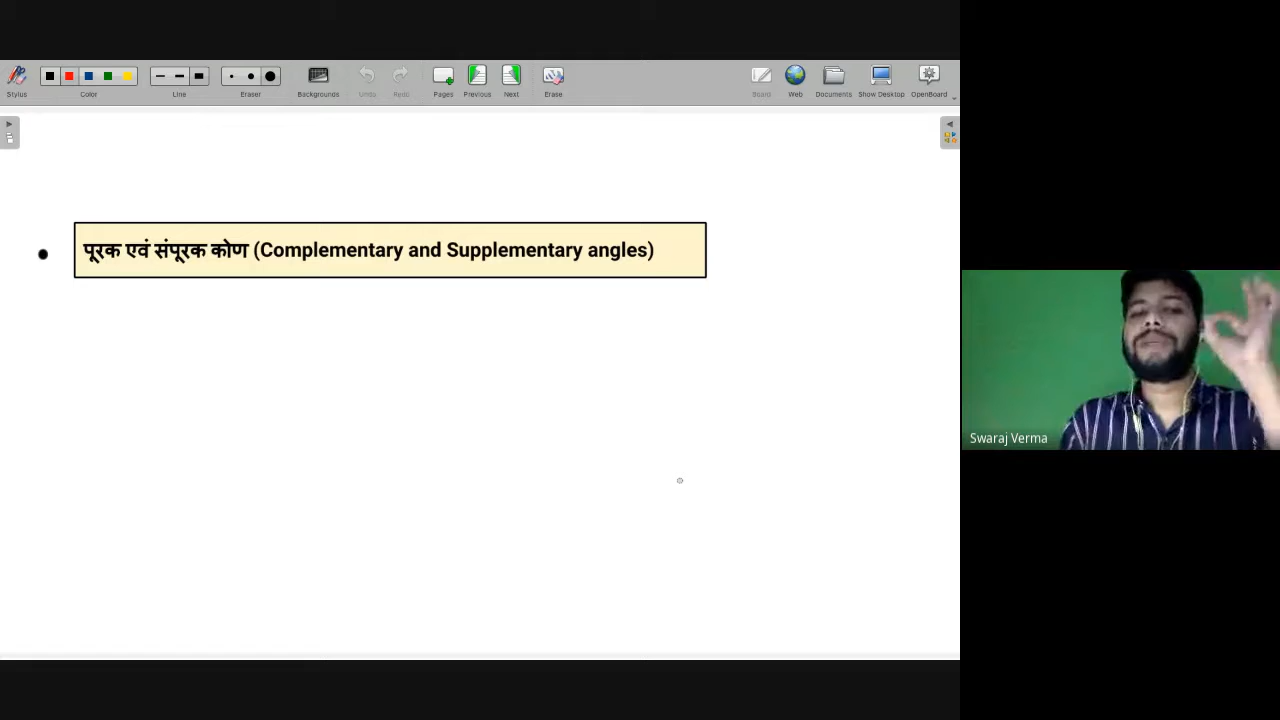 Stylus
Color
Line
Eraser
Backgrounds
Undo
Redo
Pages
Previous
Next
Erase
Board
Web
Documents
Show Desktop
OpenBoard
पूरक एवं संपूरक कोण (Complementary and Supplementary angles)
Swaraj Verma